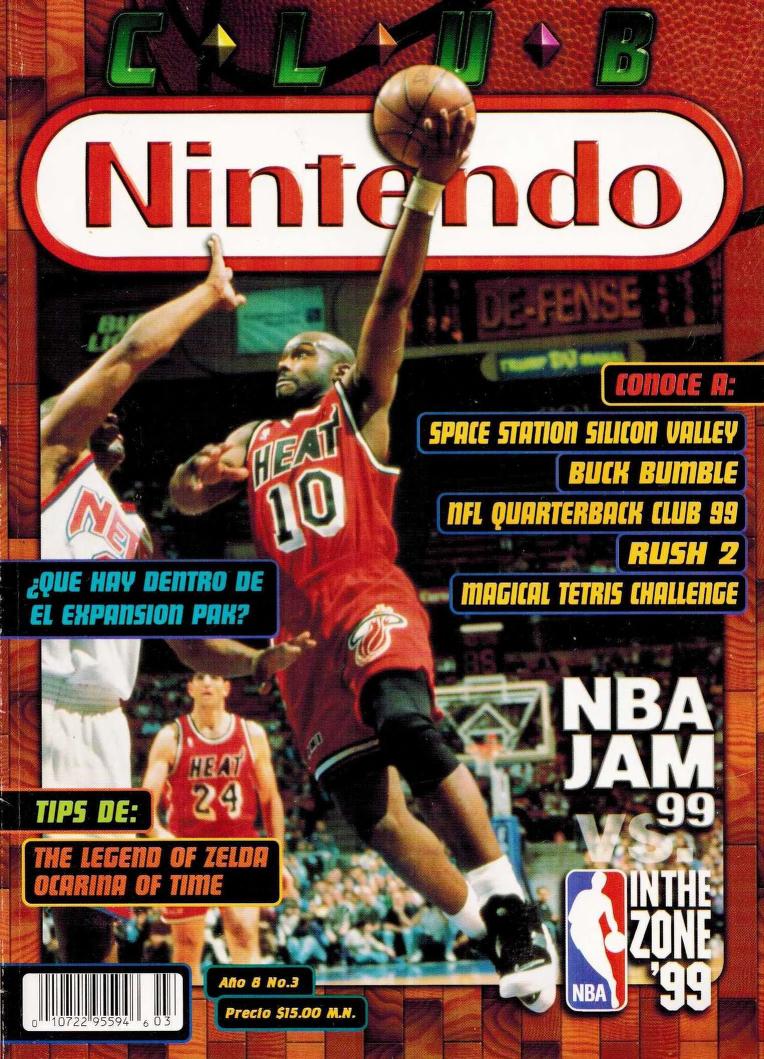 CLUB
Nintendo
DE-FENSE
CONOCE A:
SPACE STATION SILICON VALLEY
BUCK BUMBLE
NFL QUARTERBACK CLUB 99
RUSH 2
MAGICAL TETRIS CHALLENGE
HEAT
10
¿QUE HAY DENTRO DE
EL EXPANSION PAK?
NBA
JAM
99
VS.
IN THE
ZONE
'99
NBA
HEAT
24
TIPS DE:
THE LEGEND OF ZELDA
OCARINA OF TIME
Año 8 No.3
Precio $15.00 M.N.
0 10722 95594 6 03